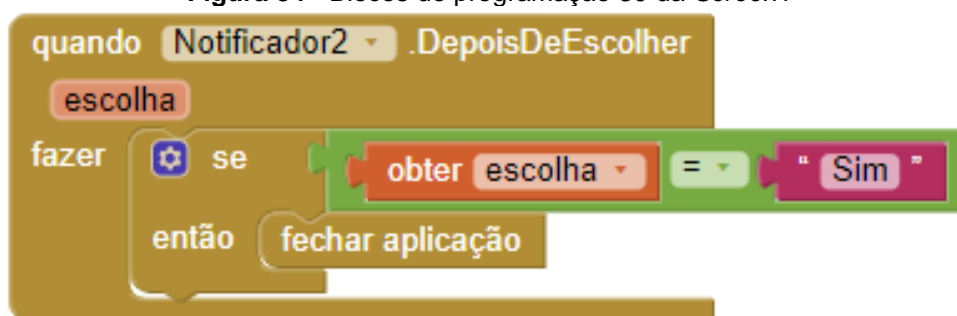 quando Notificador2 .DepoisDeEscolher
escolha
fazer se obter escolha = " Sim "
então fechar aplicação